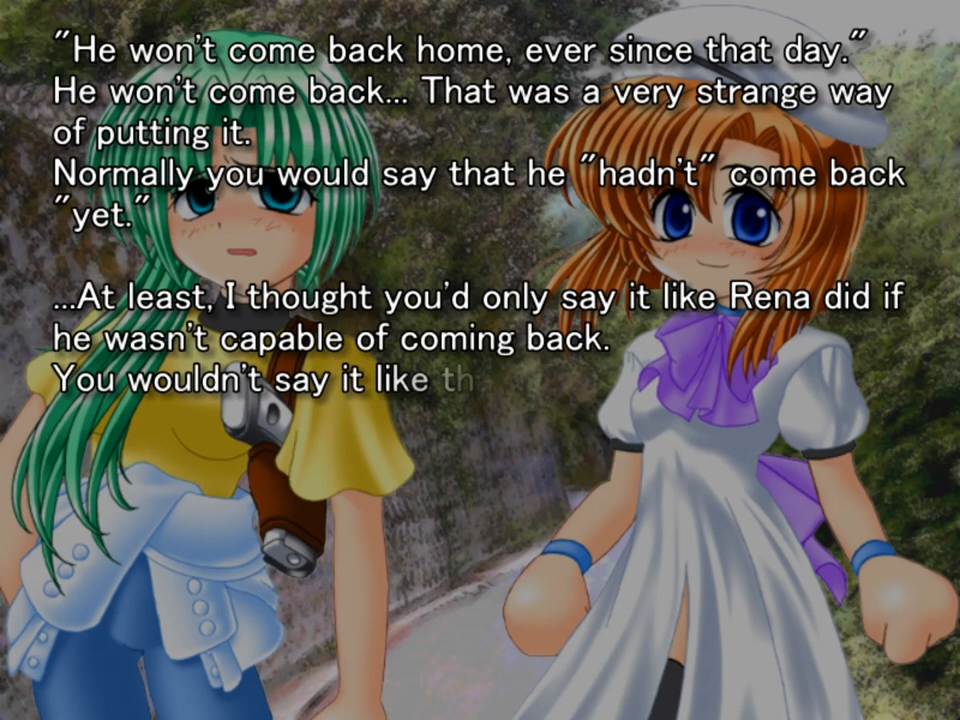 "He won't come back home, ever since that day."
He won't come back... That was a very strange way
of putting it.
Normally you would say that he "hadn't" come back
"yet."
...At least, I thought you'd only say it like Rena did if
he wasn't capable of coming back.
You wouldn't say it like th